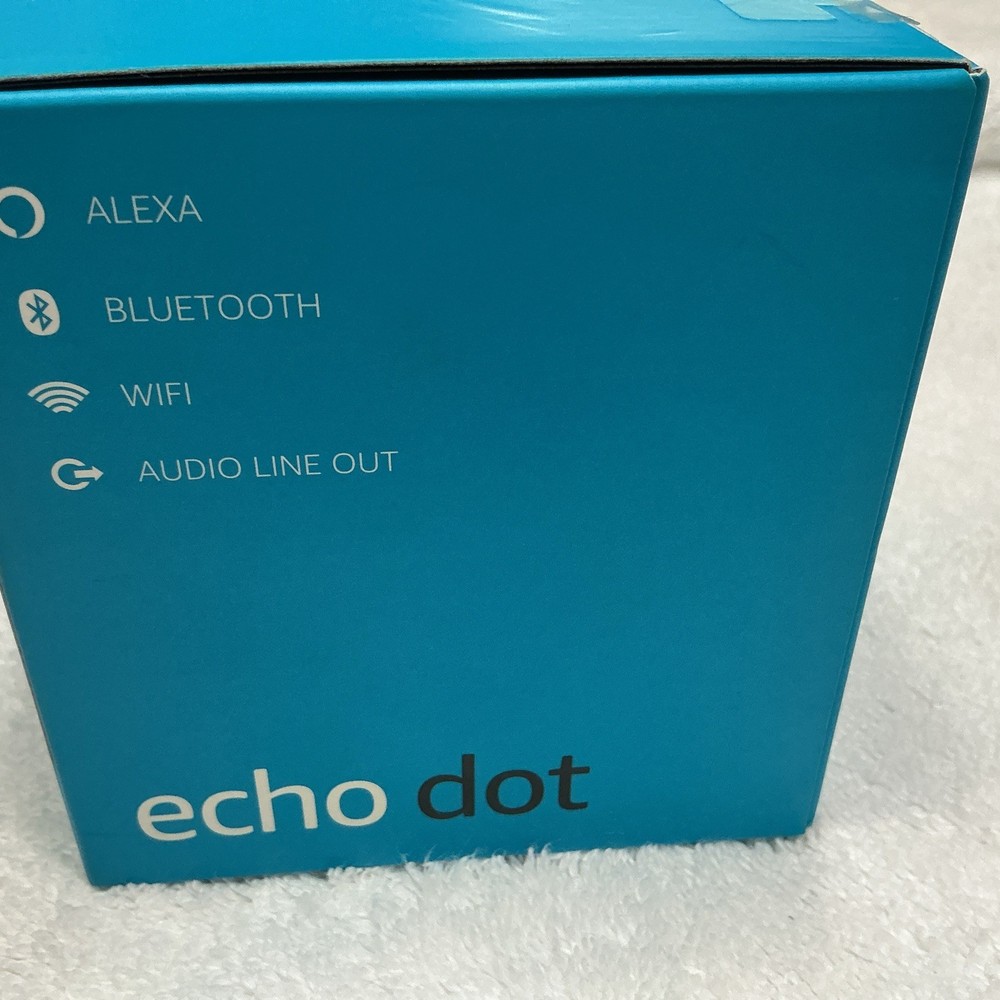 ALEXA
BLUETOOTH
WIFI
AUDIO LINE OUT
echo dot